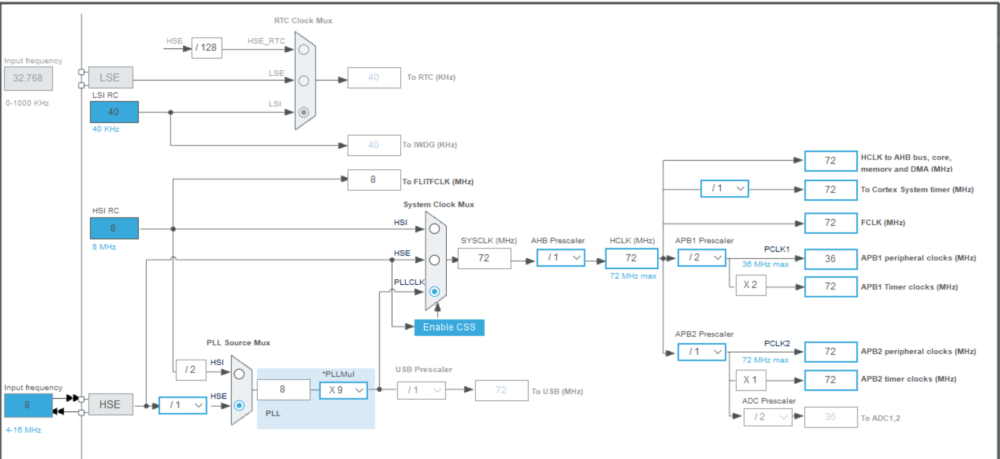 RTC Clock Mux
HSE
/ 128
HSE_RTC
Input frequency
32.768
0-1000 KHz
LSE
LSE
40
To RTC (KHz)
LSI RC
40
40 KHz
LSI
40
To IWDG (KHz)
8
To FLITFCLK (MHz)
HSI RC
8
8 MHz
System Clock Mux
HSI
HSE
PLLCLK
Enable CSS
SYSCLK (MHz)
72
AHB Prescaler
/ 1
HCLK (MHz)
72
72 MHz max
72
HCLK to AHB bus, core,
memory and DMA (MHz)
/ 1
72
To Cortex System timer (MHz)
72
FCLK (MHz)
APB1 Prescaler
/ 2
PCLK1
36 MHz max
36
APB1 peripheral clocks (MHz)
X 2
72
APB1 Timer clocks (MHz)
APB2 Prescaler
/ 1
PCLK2
72 MHz max
72
APB2 peripheral clocks (MHz)
X 1
72
APB2 timer clocks (MHz)
ADC Prescaler
/ 2
36
To ADC1,2
PLL Source Mux
/ 2
HSI
Input frequency
8
4-16 MHz
HSE
/ 1
HSE
8
*PLLMul
X 9
PLL
USB Prescaler
/ 1
72
To USB (MHz)